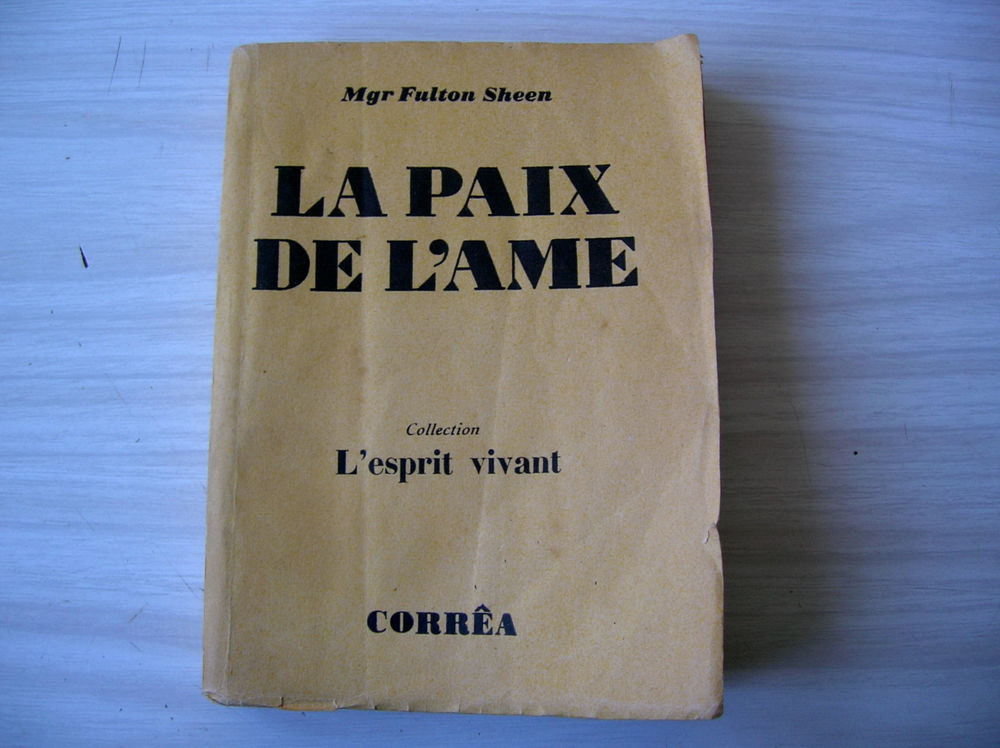 Mgr Fulton Sheen
LA PAIX
DE L'AME
Collection
L'esprit vivant
CORRÊA